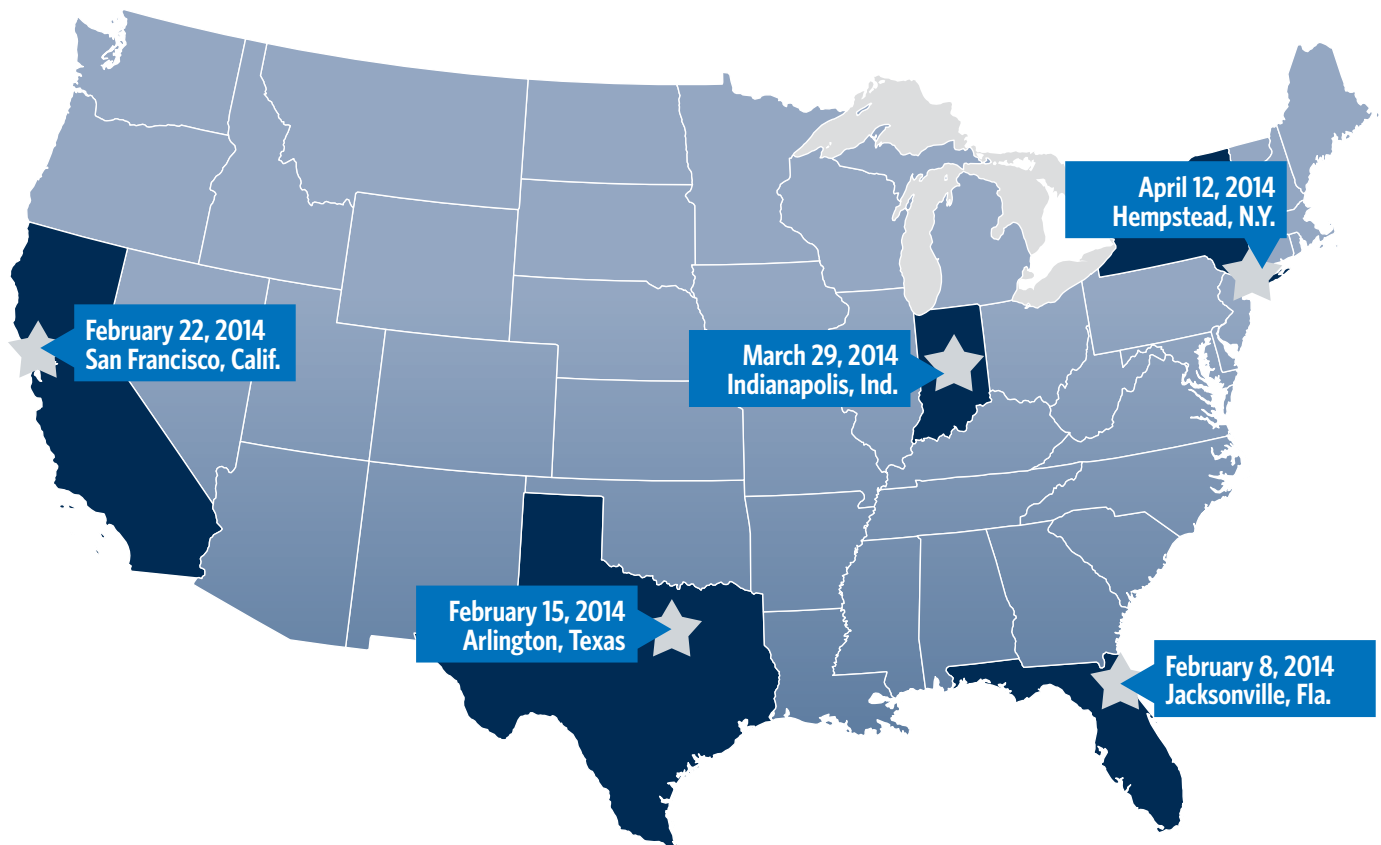 April 12, 2014
Hempstead, N.Y.
February 22, 2014
San Francisco, Calif.
March 29, 2014
Indianapolis, Ind.
February 15, 2014
Arlington, Texas
February 8, 2014
Jacksonville, Fla.